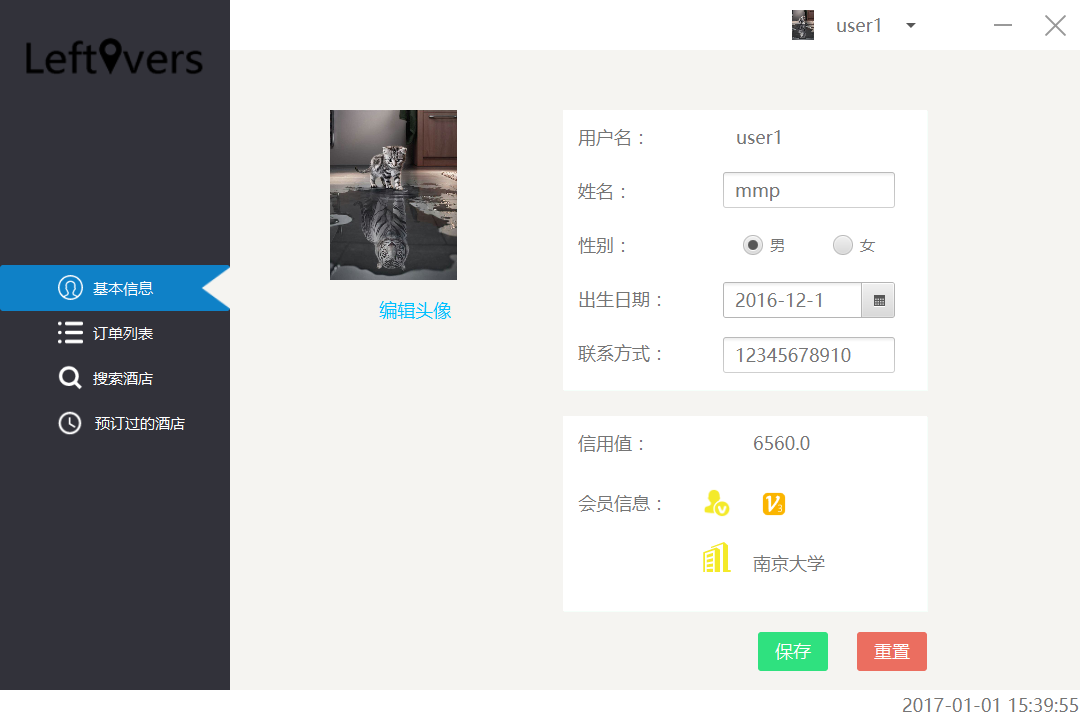 Left vers
user1
基本信息
订单列表
搜索酒店
预订过的酒店
编辑头像
用户名： user1
姓名： mmp
性别： 男 女
出生日期： 2016-12-1
联系方式： 12345678910
信用值： 6560.0
会员信息： V3
南京大学
保存 重置
2017-01-01 15:39:55